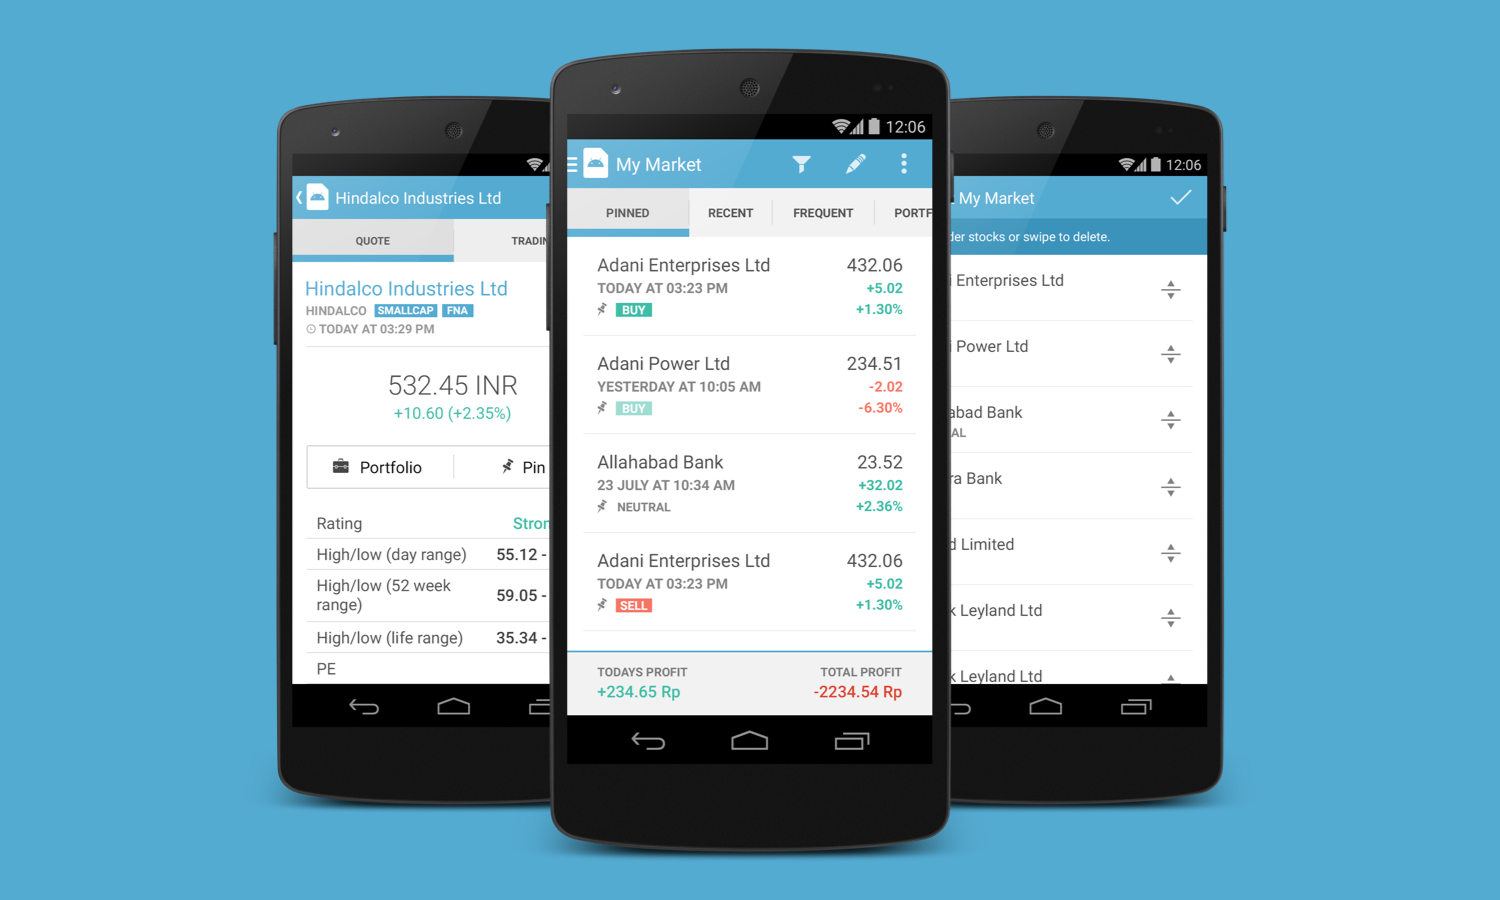 Hindalco Industries Ltd
QUOTE
Hindalco Industries Ltd
HINDALCO SMALLCAP FNA
TODAY AT 03:29 PM
532.45 INR
+10.60 (+2.35%)
Portfolio Pin
Rating
High/low (day range) 55.12 -
High/low (52 week
range) 59.05 -
High/low (life range) 35.34 -
PE
12:06
My Market
PINNED RECENT FREQUENT
Adani Enterprises Ltd 432.06
TODAY AT 03:23 PM +5.02
BUY +1.30%
Adani Power Ltd 234.51
YESTERDAY AT 10:05 AM -2.02
BUY -6.30%
Allahabad Bank 23.52
23 JULY AT 10:34 AM +32.02
NEUTRAL +2.36%
Adani Enterprises Ltd 432.06
TODAY AT 03:23 PM +5.02
SELL +1.30%
TODAYS PROFIT TOTAL PROFIT
+234.65 Rp -2234.54 Rp
12:06
My Market
stocks or swipe to delete.
Enterprises Ltd
Power Ltd
Bank
Bank
Limited
Leyland Ltd
Leyland Ltd